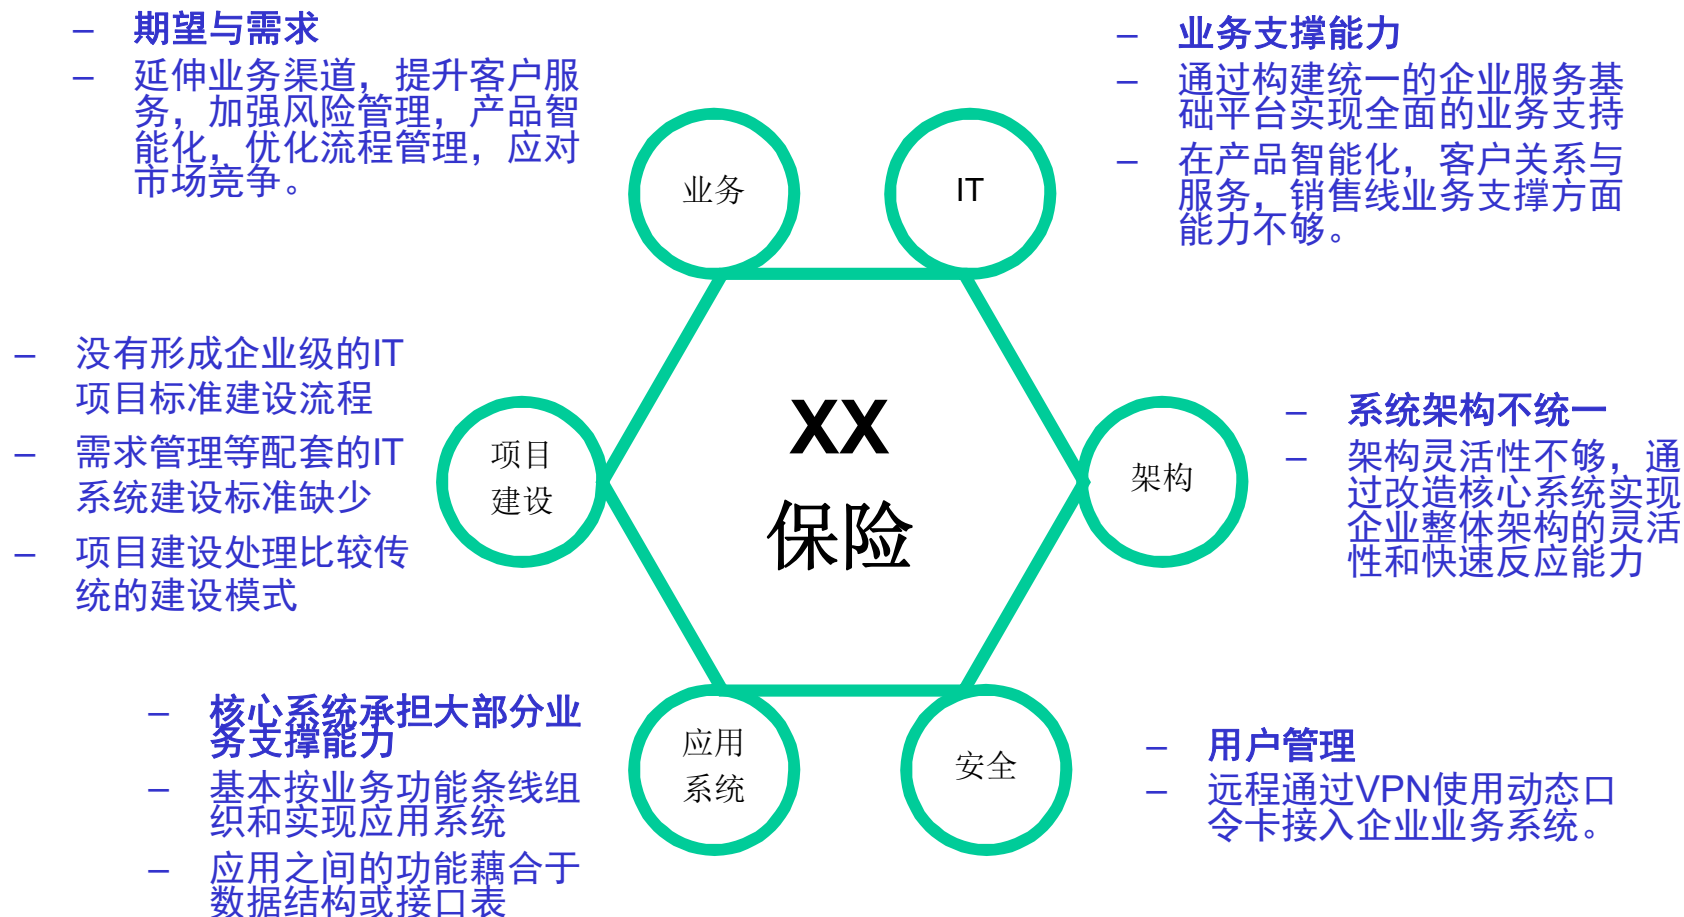 – 期望与需求
– 延伸业务渠道，提升客户服
务，加强风险管理，产品智
能化，优化流程管理，应对
市场竞争。
– 业务支撑能力
– 通过构建统一的企业服务基
础平台实现全面的业务支持
– 在产品智能化，客户关系与
服务，销售线业务支撑方面
能力不够。
业务
IT
– 没有形成企业级的IT
项目标准建设流程
– 需求管理等配套的IT
系统建设标准缺少
– 项目建设处理比较传
统的建设模式
项目
建设
XX
保险
架构
– 系统架构不统一
– 架构灵活性不够，通
过改造核心系统实现
企业整体架构的灵活
性和快速反应能力
– 核心系统承担大部分业
务支撑能力
– 基本按业务功能条线组
织和实现应用系统
– 应用之间的功能藕合于
数据结构或接口表
应用
系统
安全
– 用户管理
– 远程通过VPN使用动态口
令卡接入企业业务系统。